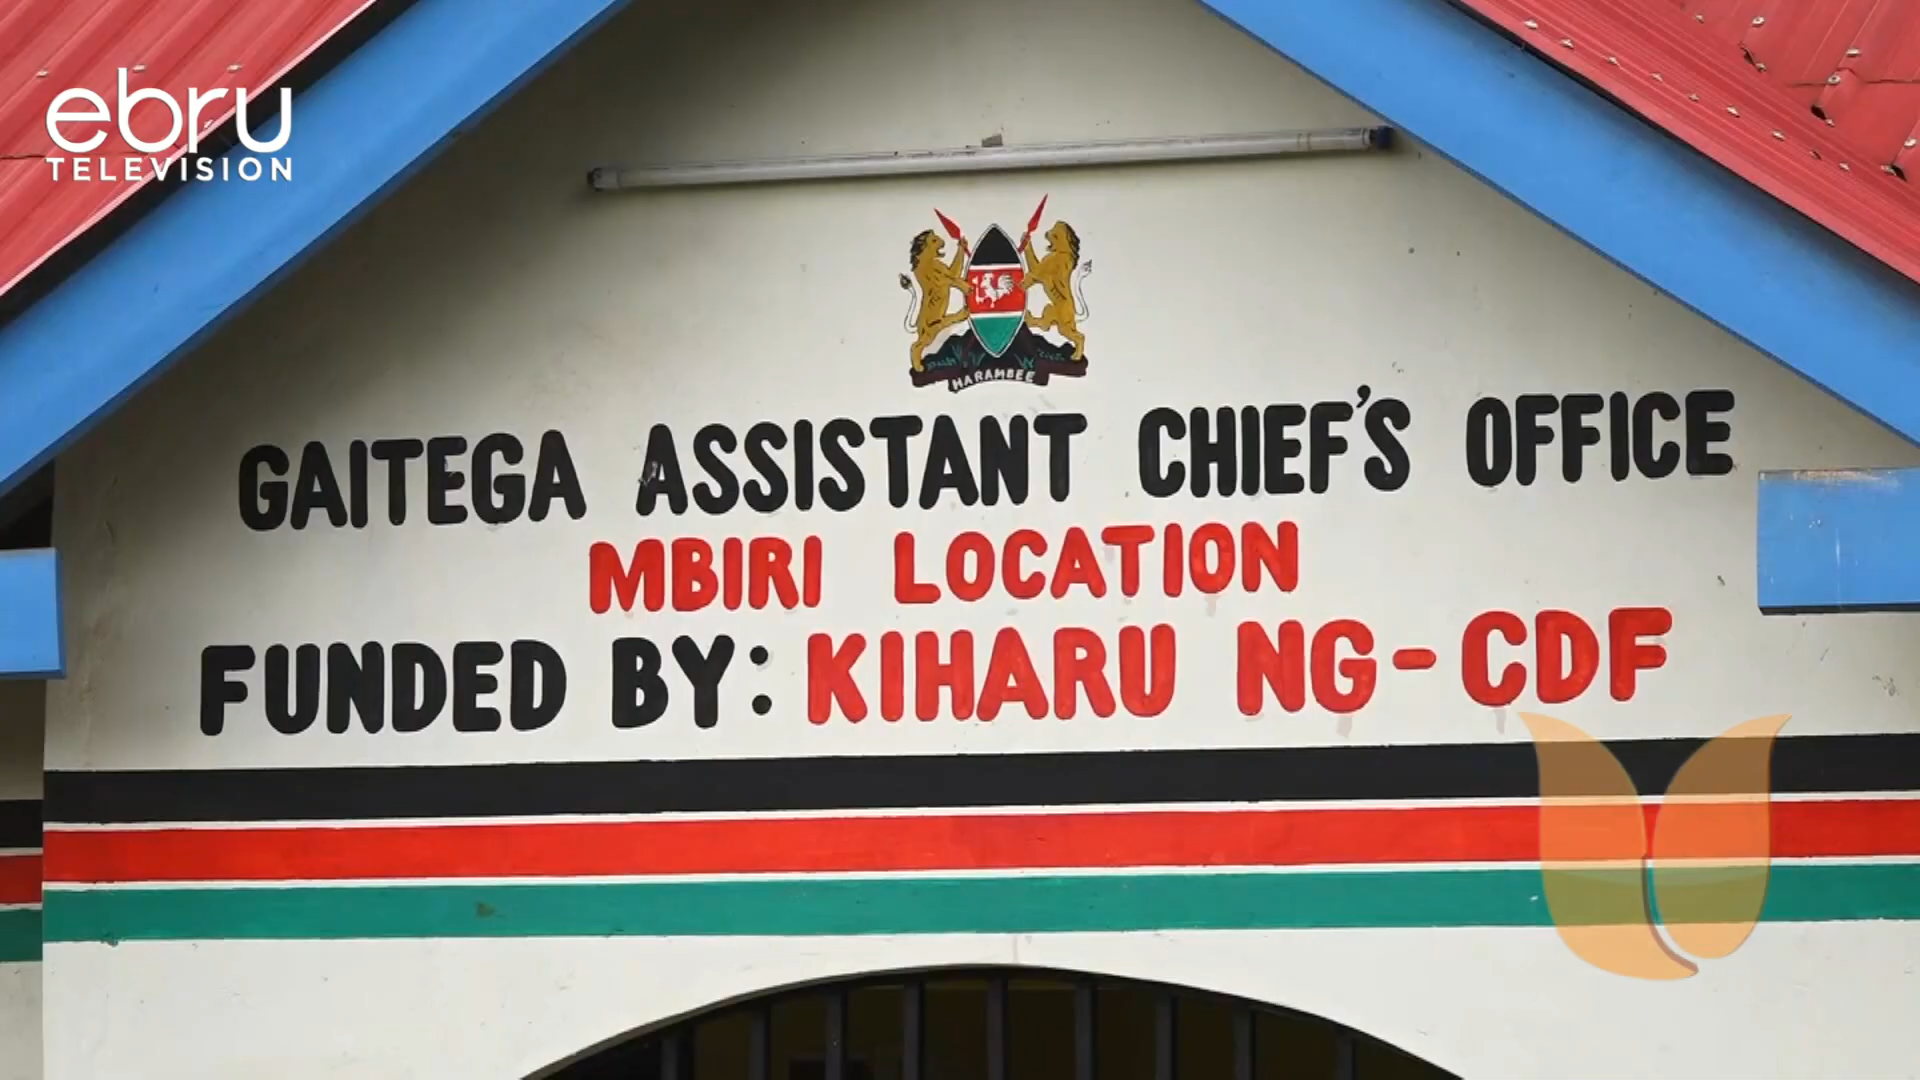 ebru
TELEVISION
HARAMBEE
GAITEGA ASSISTANT CHIEF'S OFFICE
MBIRI LOCATION
FUNDED BY: KIHARU NG-CDF